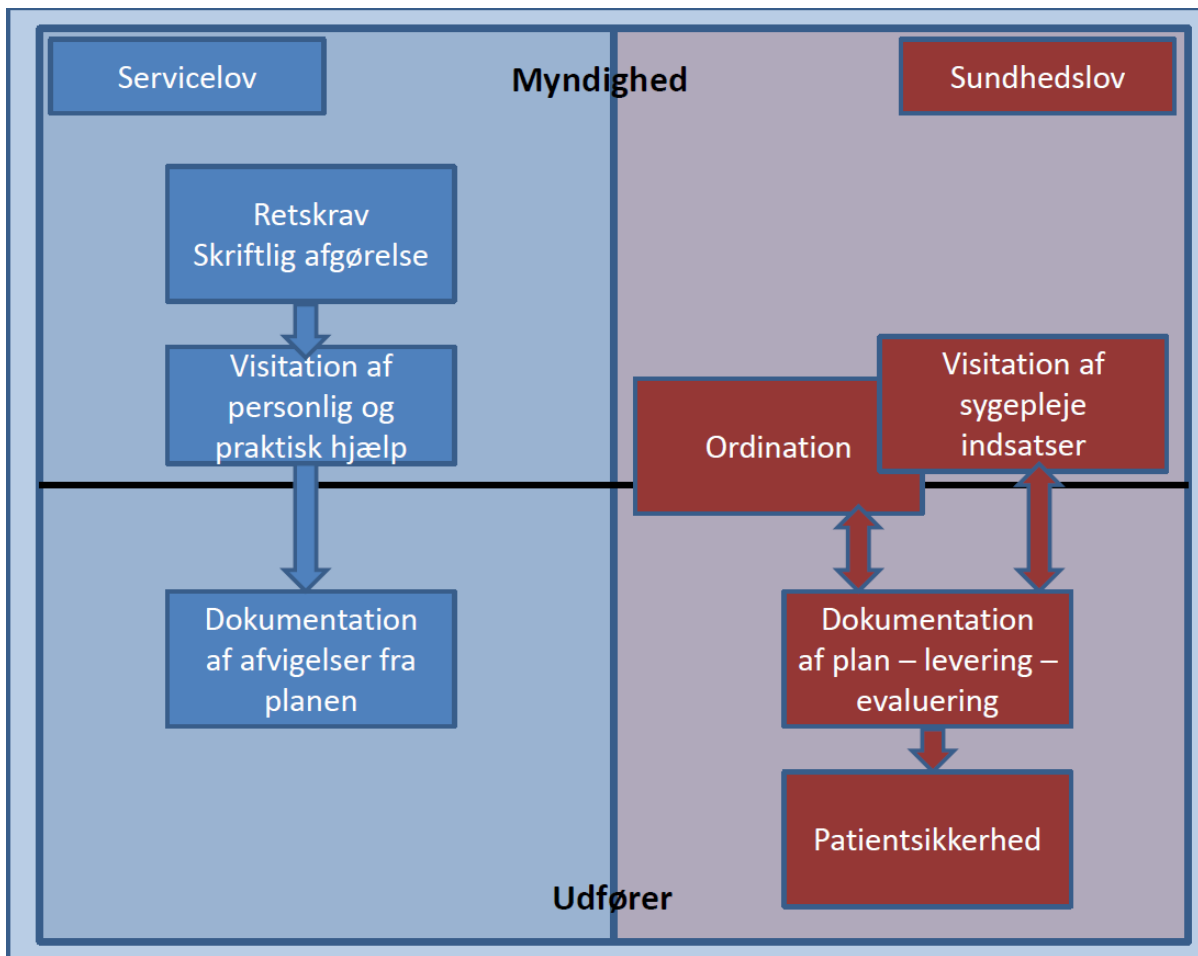 Servicelov
Myndighed
Sundhedslov
Retskrav
Skriftlig afgørelse
Visitation af
personlig og
praktisk hjælp
Ordination
Visitation af
sygepleje
indsatser
Dokumentation
af afvigelser fra
planen
Dokumentation
af plan – levering –
evaluering
Patientsikkerhed
Udfører